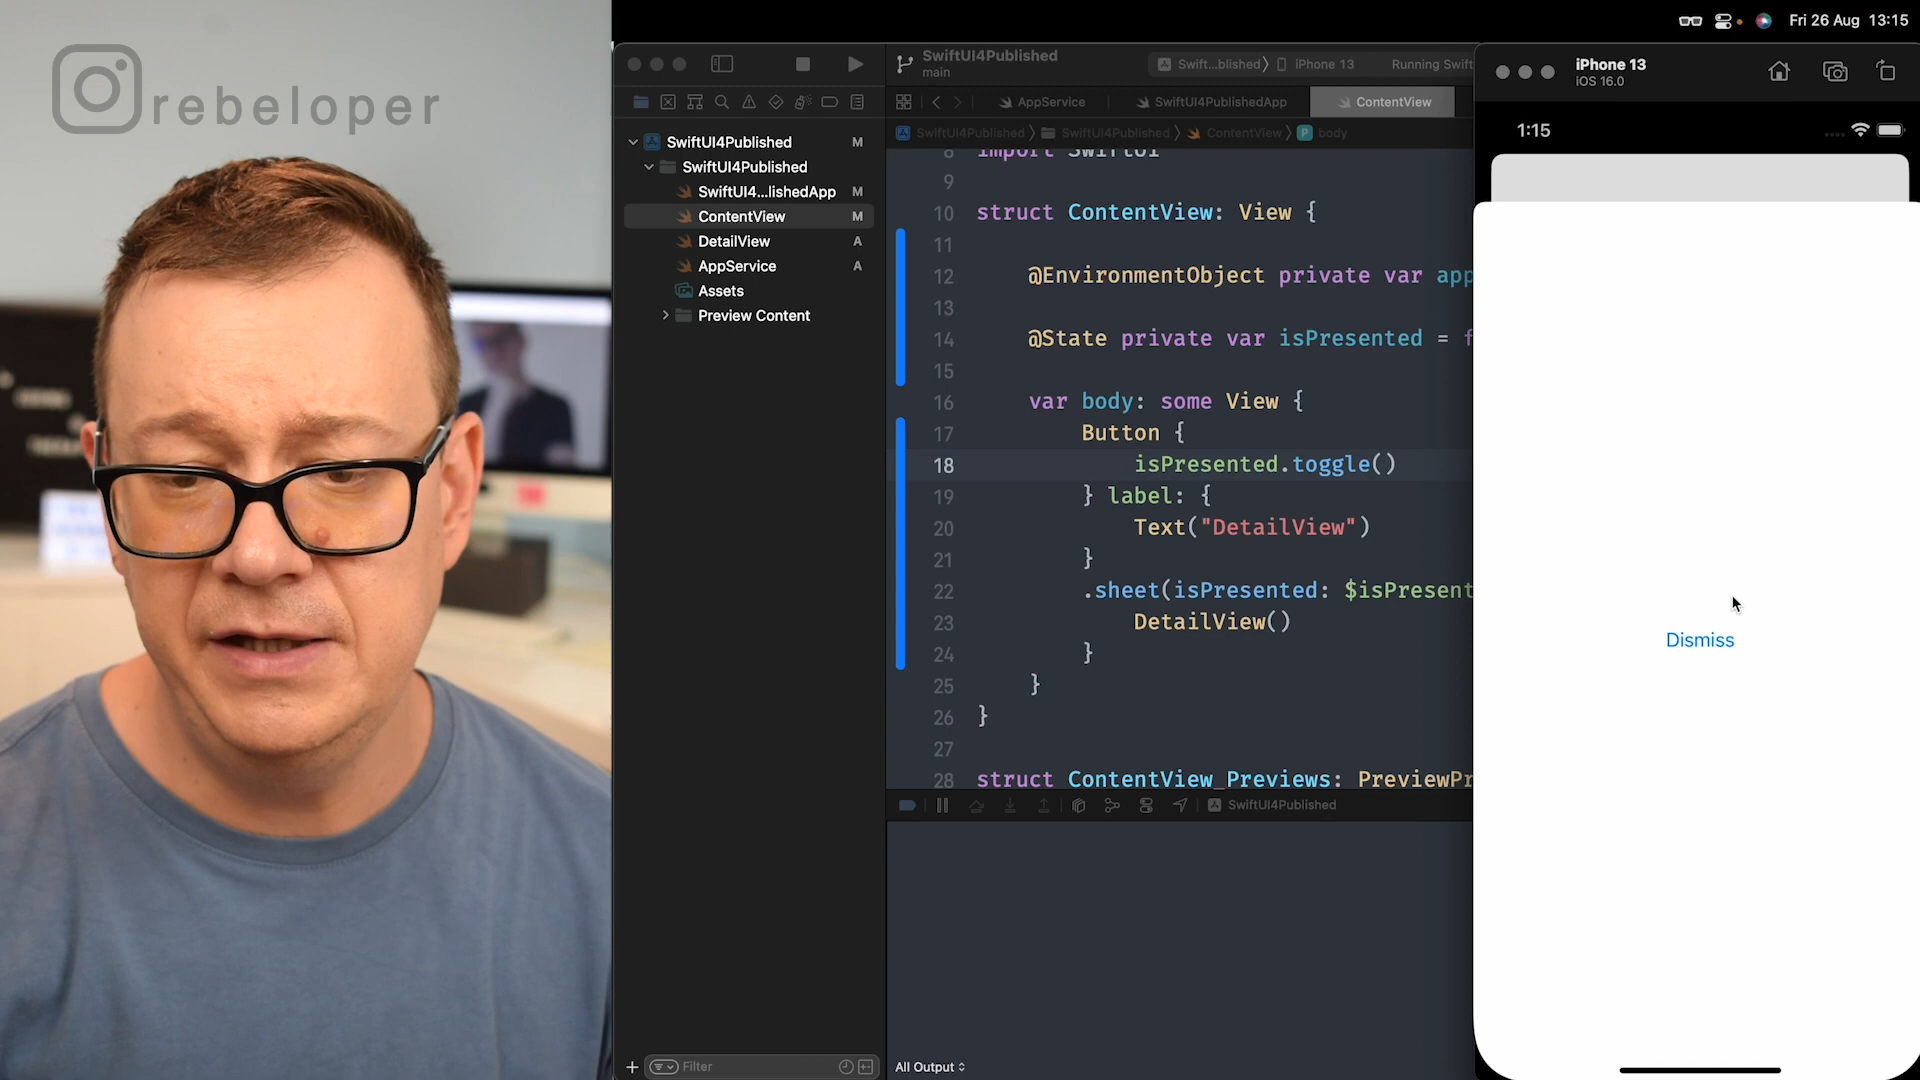 rebeloper
Fri 26 Aug 13:15
SwiftUI4Published
main
Swift...blished
iPhone 13
Running Swift
AppService
SwiftUI4PublishedApp
ContentView
SwiftUI4Published
SwiftUI4Published
ContentView
P
body
SwiftUI4Published M
SwiftUI4Published
SwiftUI4...lishedApp M
ContentView M
DetailView A
AppService A
Assets
Preview Content
Filter
8 import SwiftUI
9
10 struct ContentView: View {
11
12 @EnvironmentObject private var app
13
14 @State private var isPresented = f
15
16 var body: some View {
17 Button {
18 isPresented.toggle()
19 } label: {
20 Text("DetailView")
21 }
22 .sheet(isPresented: $isPresent
23 DetailView()
24 }
25 }
26 }
27
28 struct ContentView_Previews: PreviewPr
SwiftUI4Published
All Output
iPhone 13
iOS 16.0
1:15
Dismiss